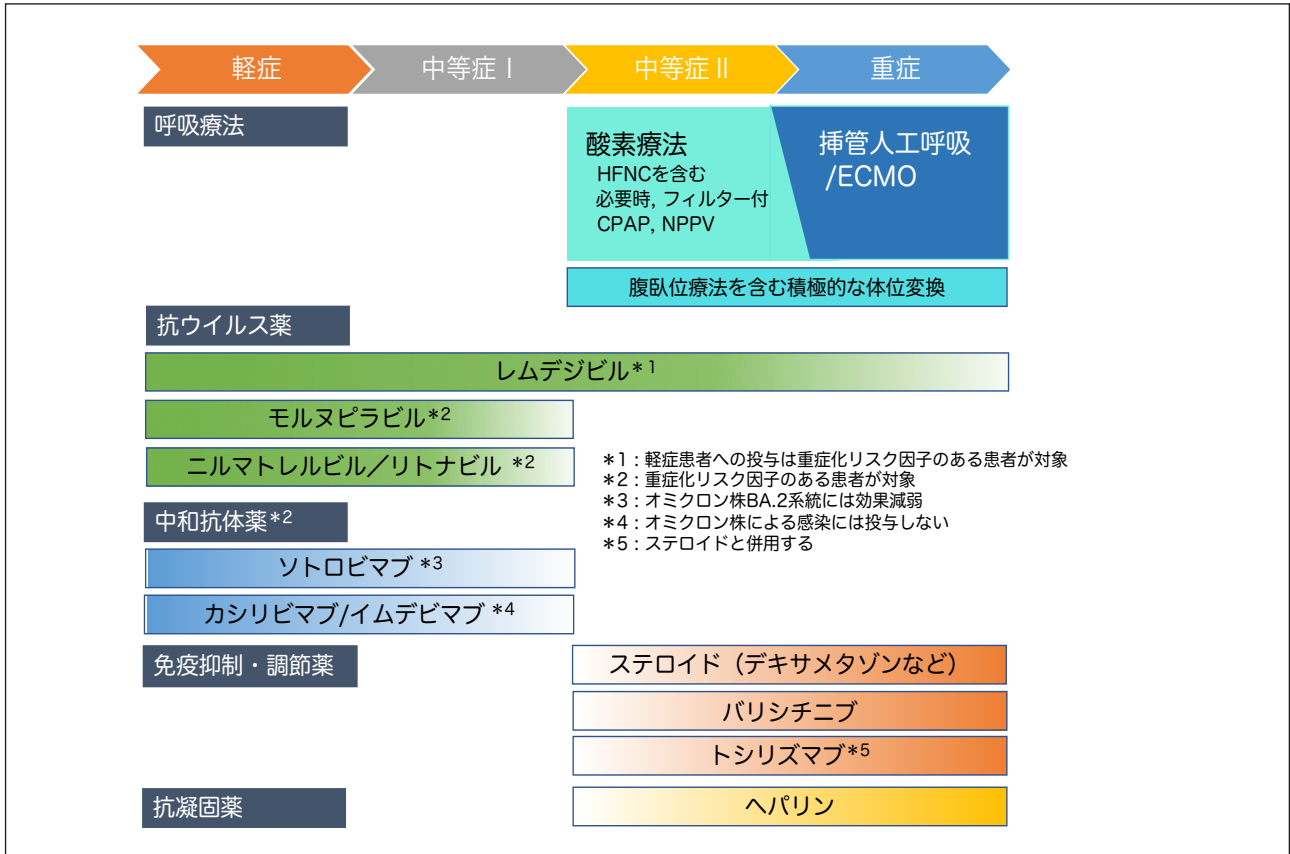 軽症
中等症Ⅰ
中等症Ⅱ
重症
呼吸療法
酸素療法
HFNCを含む
必要時, フィルター付
CPAP, NPPV
挿管人工呼吸
/ECMO
腹臥位療法を含む積極的な体位変換
抗ウイルス薬
レムデジビル*1
モルヌピラビル*2
ニルマトレルビル／リトナビル *2
*1：軽症患者への投与は重症化リスク因子のある患者が対象
*2：重症化リスク因子のある患者が対象
*3：オミクロン株BA.2系統には効果減弱
*4：オミクロン株による感染には投与しない
*5：ステロイドと併用する
中和抗体薬*2
ソトロビマブ *3
カシリビマブ/イムデビマブ *4
免疫抑制・調節薬
ステロイド（デキサメタゾンなど）
バリシチニブ
トシリズマブ*5
抗凝固薬
ヘパリン